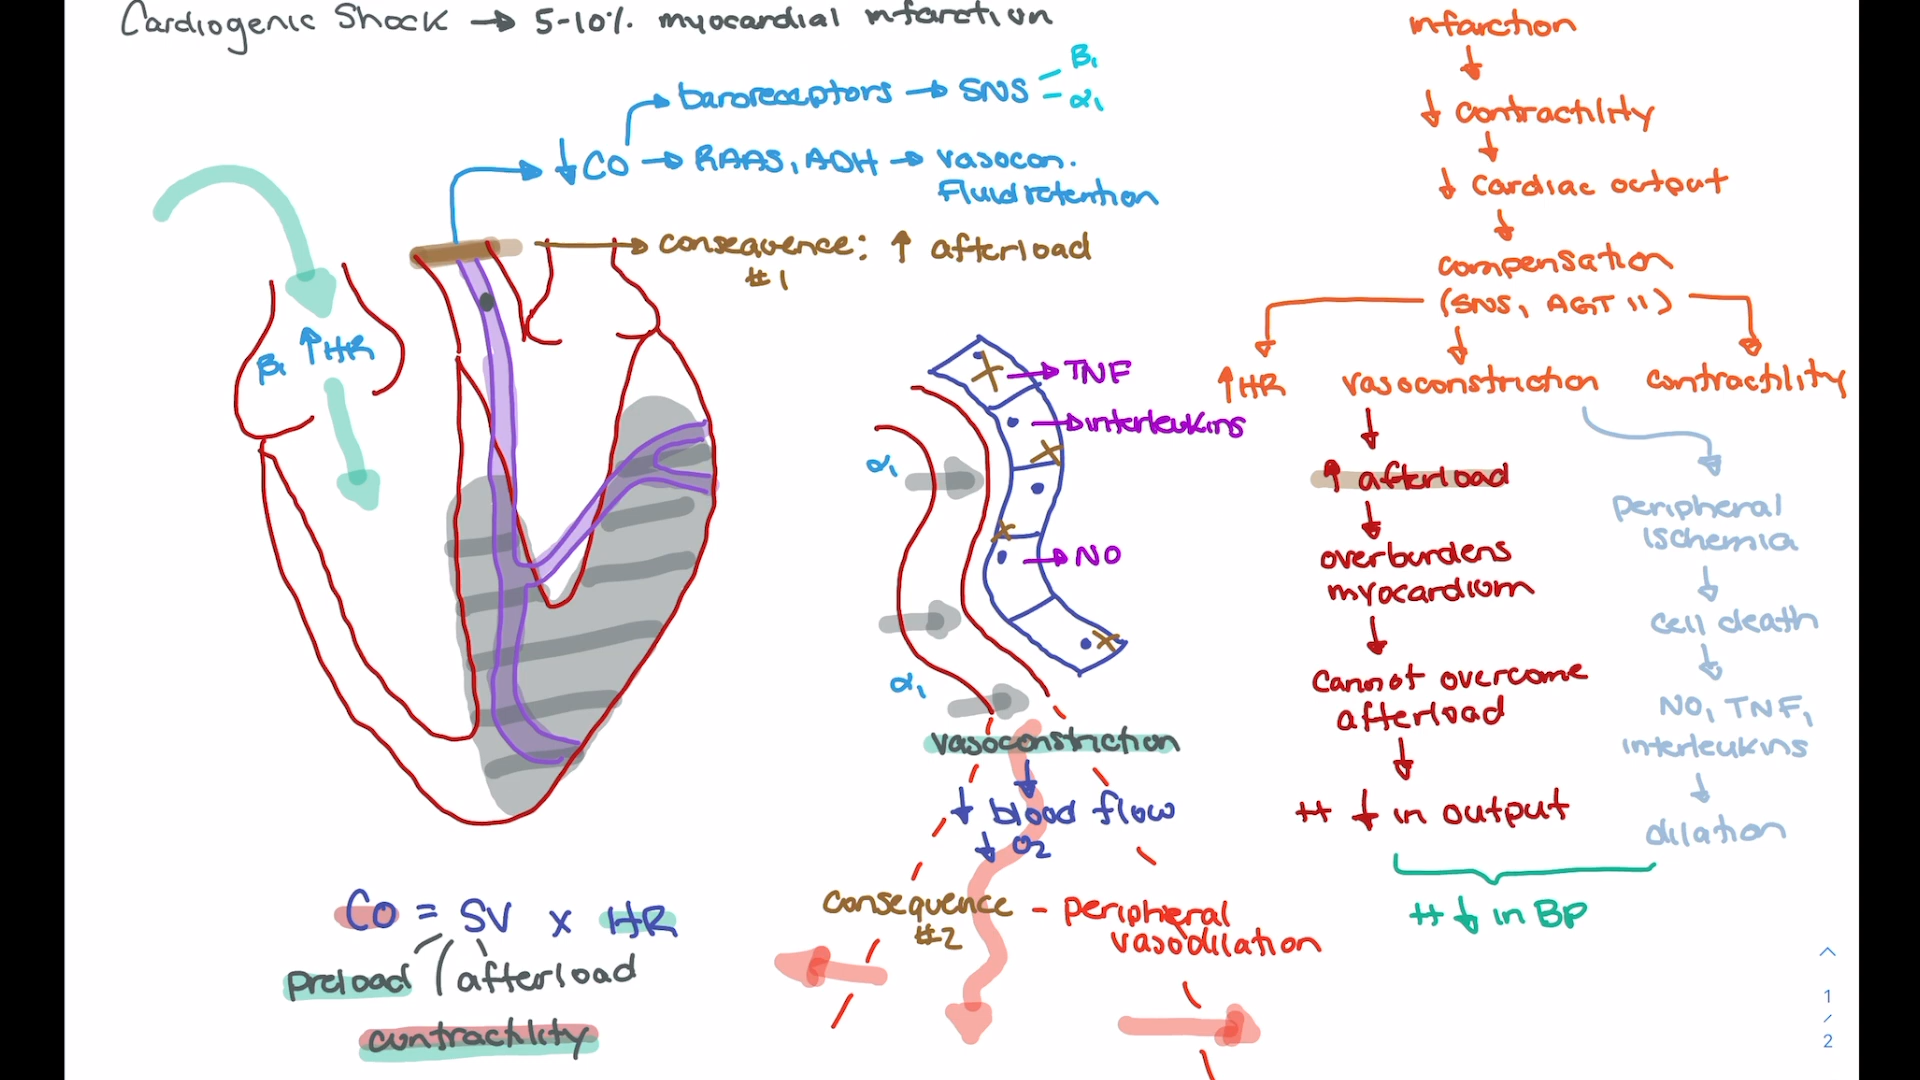 Cardiogenic Shock → 5-10% myocardial infarction
↓ CO
baroreceptors → SNS
β₁
α₁
→ RAAS, ADH → vasocon.
Fluid retention
consequence: ↑ afterload
#1
β₁ ↑HR
CO = SV x HR
preload / afterload
contractility
→ TNF
→ interleukins
→ NO
α₁
α₁
vasoconstriction
↓ blood flow
↓ O₂
Consequence
#2
- peripheral
vasodilation
infarction
↓
↓ contractility
↓
↓ cardiac output
↓
compensation
(SNS, AGT II)
↑HR
vasoconstriction
contractility
↓
↑ afterload
↓
overburdens
myocardium
↓
Cannot overcome
afterload
↓
++ ↓ in output
peripheral
ischemia
↓
cell death
↓
NO, TNF,
interleukins
↓
dilation
++ ↓ in BP
1
/
2